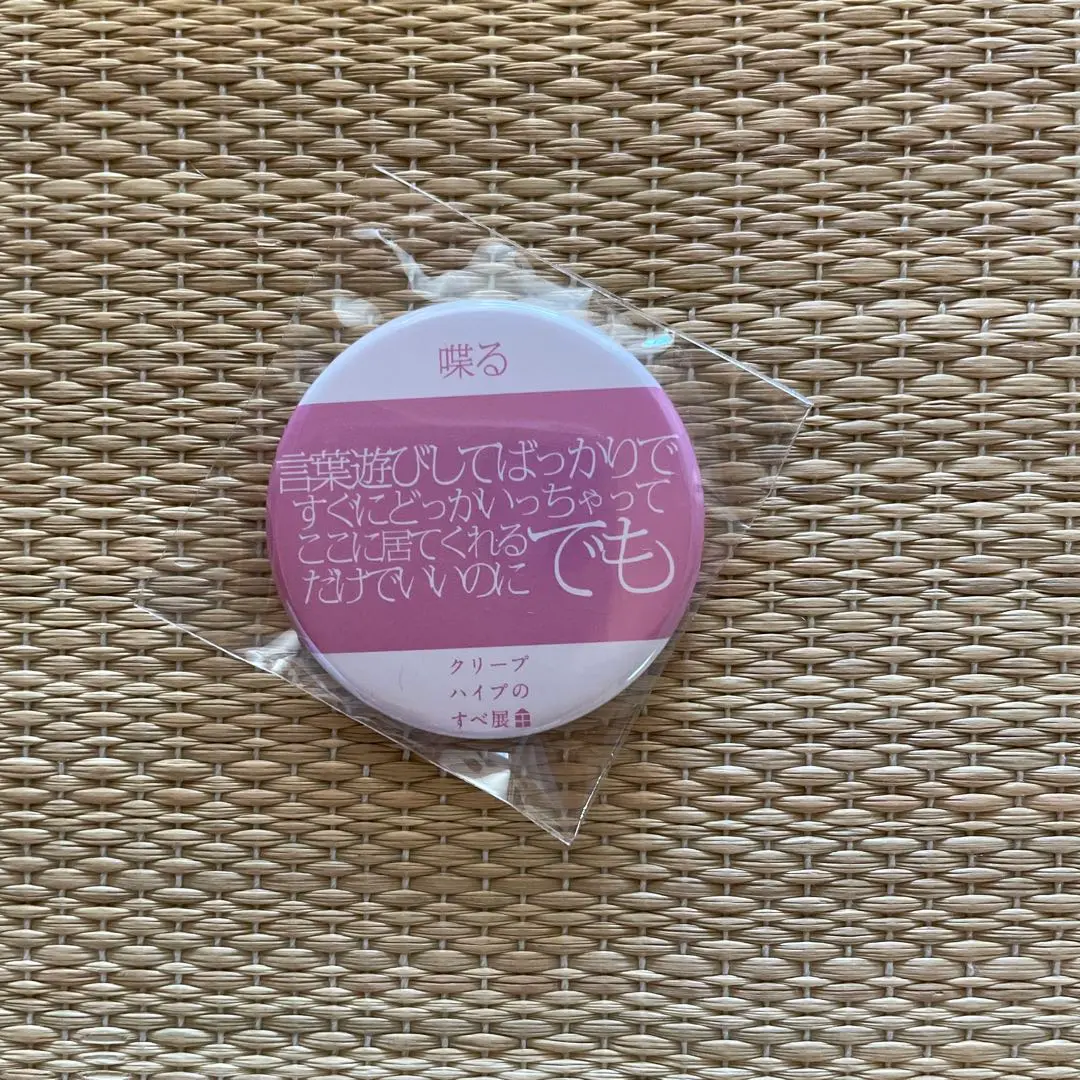 喋る
言葉遊びしてばっかりで
すぐにどっかいっちゃって
ここに居てくれる
だけでいいのに でも
クリープ
ハイプの
すべ展